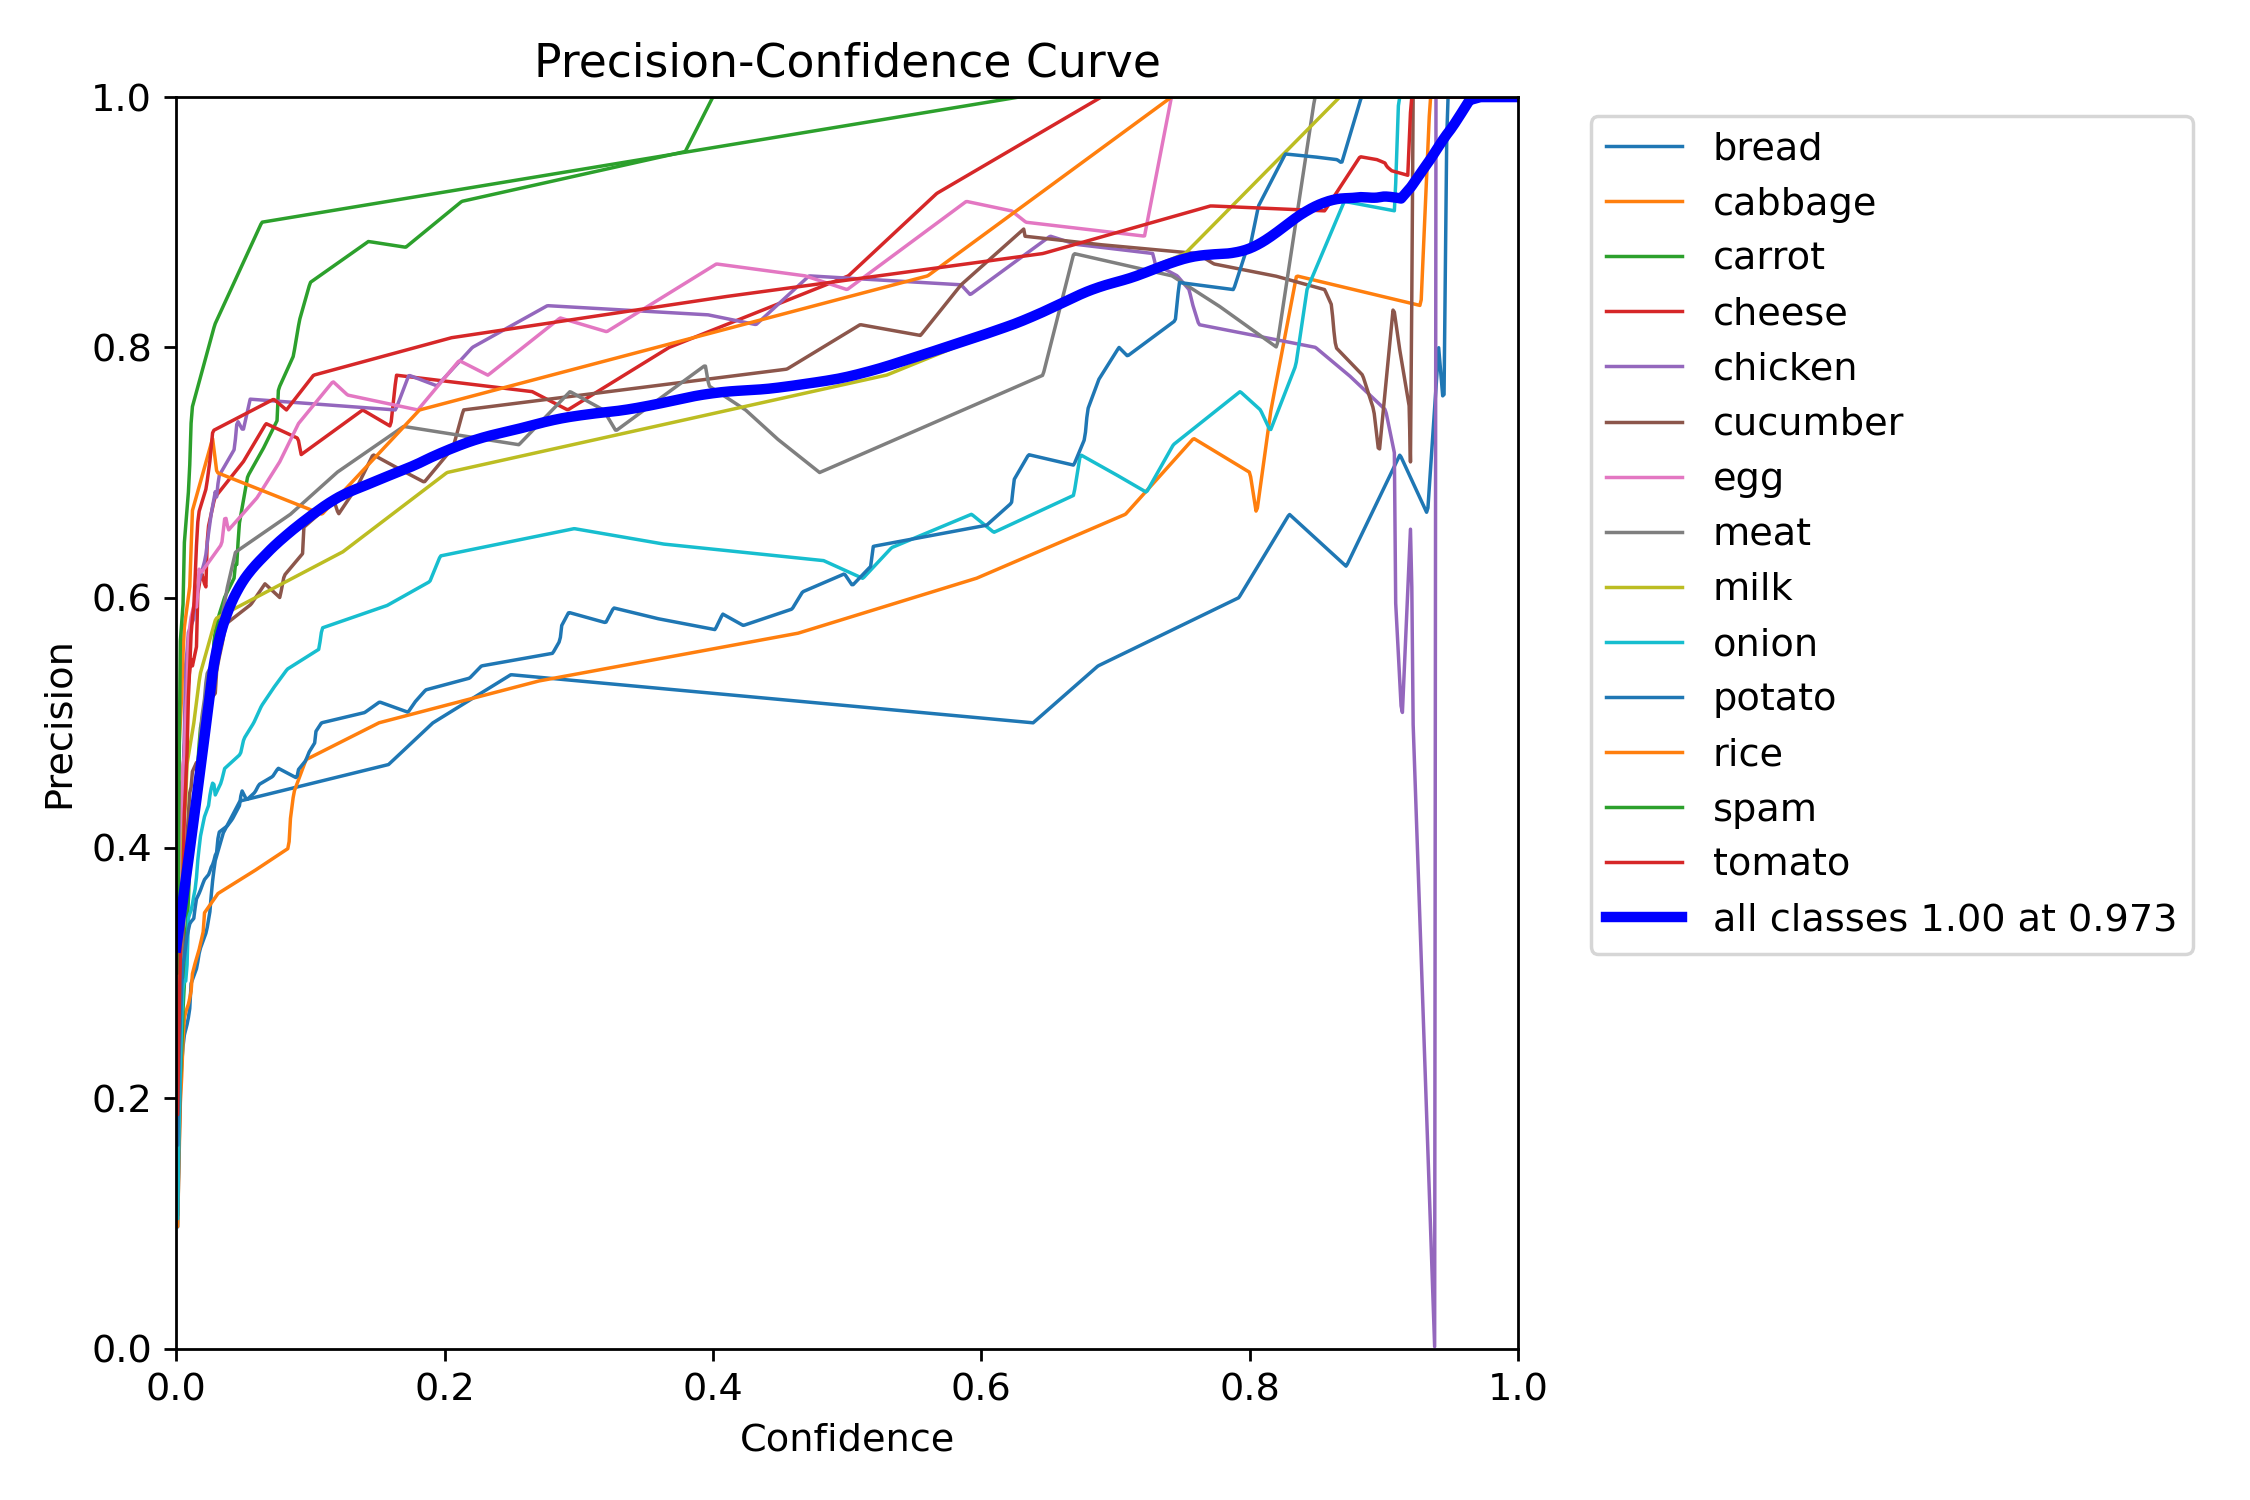 Precision-Confidence Curve
1.0
0.8
0.6
0.4
0.2
0.0
Precision
0.0 0.2 0.4 0.6 0.8 1.0
Confidence
bread
cabbage
carrot
cheese
chicken
cucumber
egg
meat
milk
onion
potato
rice
spam
tomato
all classes 1.00 at 0.973